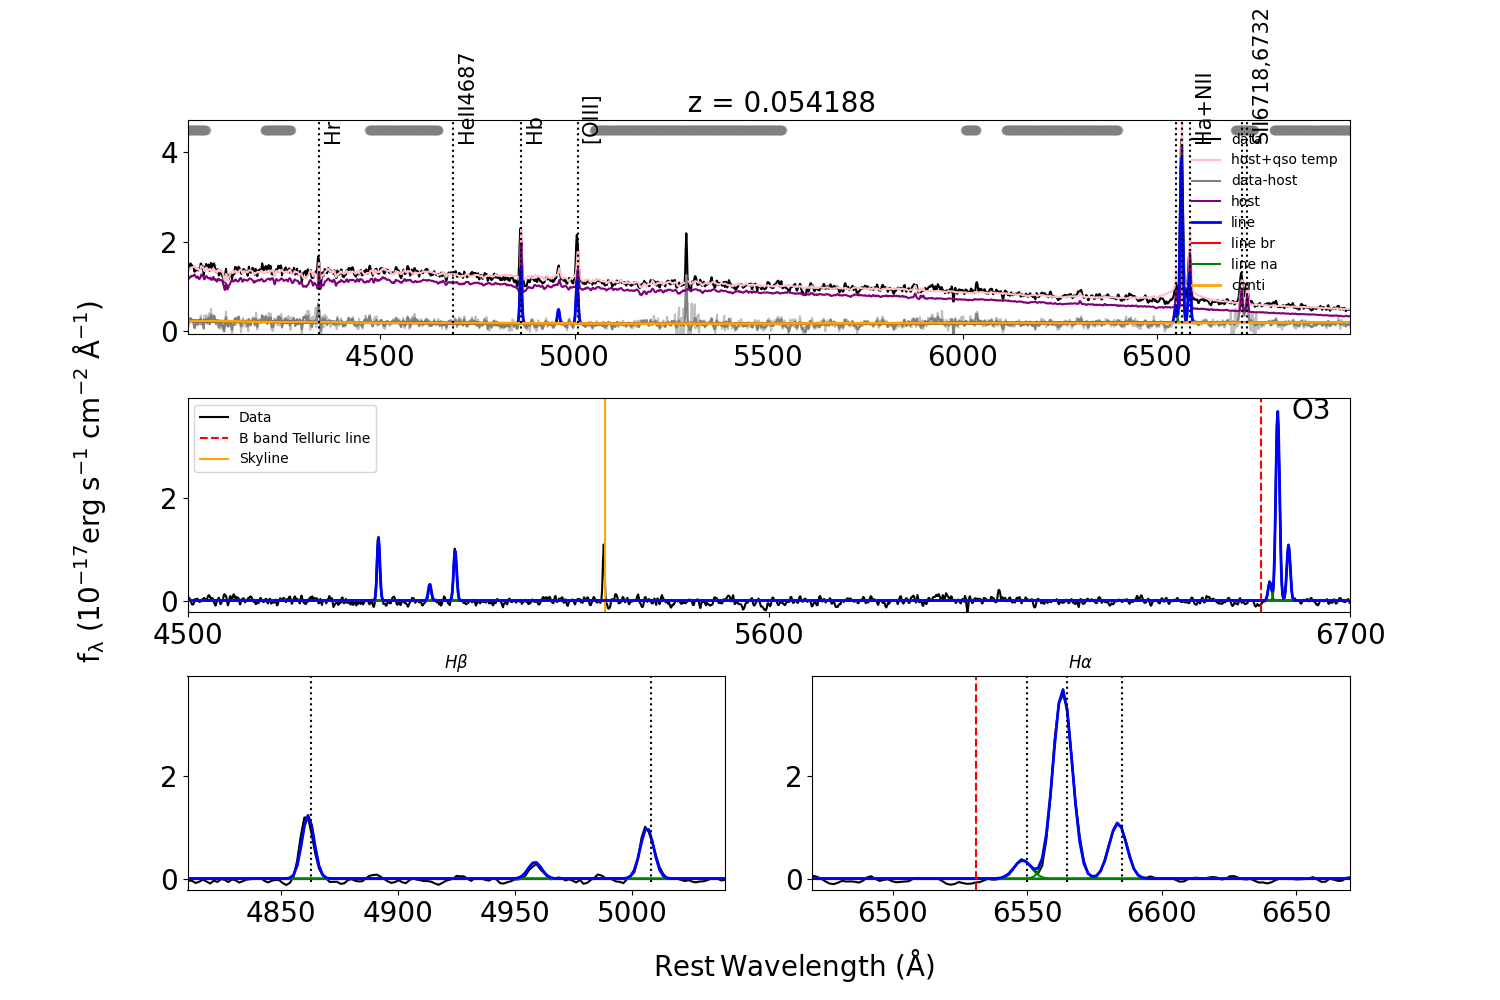 z = 0.054188
Hr
HeII4687
Hb
[OIII]
Ha+NII
SII6718,6732
data
host+qso temp
data-host
host
line
line br
line na
conti
4
2
0
4500 5000 5500 6000 6500
f_λ (10^−17 erg s^−1 cm^−2 Å^−1)
Data
B band Telluric line
Skyline
O3
2
0
4500 5600 6700
Hβ
2
0
4850 4900 4950 5000
Hα
2
0
6500 6550 6600 6650
Rest Wavelength (Å)